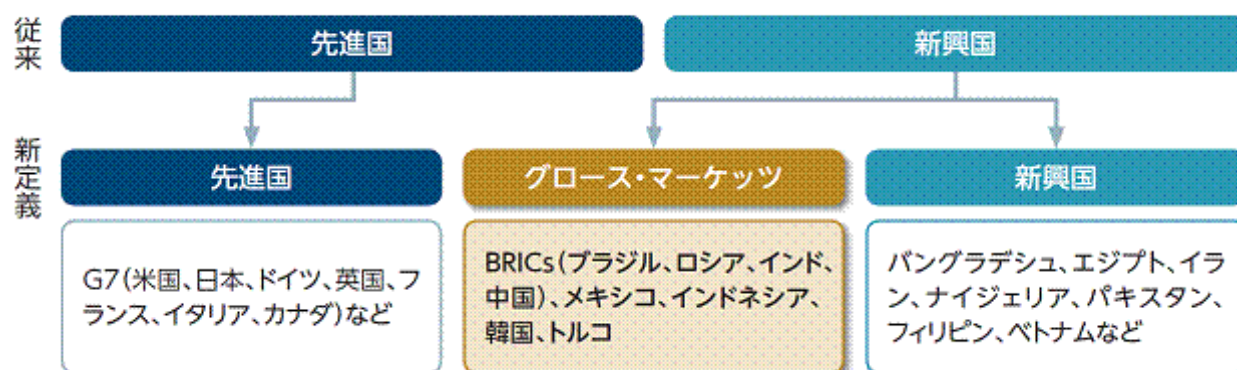 従来
先進国
新興国
新定義
先進国
グロース・マーケッツ
新興国
G7(米国、日本、ドイツ、英国、フ
ランス、イタリア、カナダ)など
BRICs(ブラジル、ロシア、インド、
中国)、メキシコ、インドネシア、
韓国、トルコ
バングラデシュ、エジプト、イラ
ン、ナイジェリア、パキスタン、
フィリピン、ベトナムなど